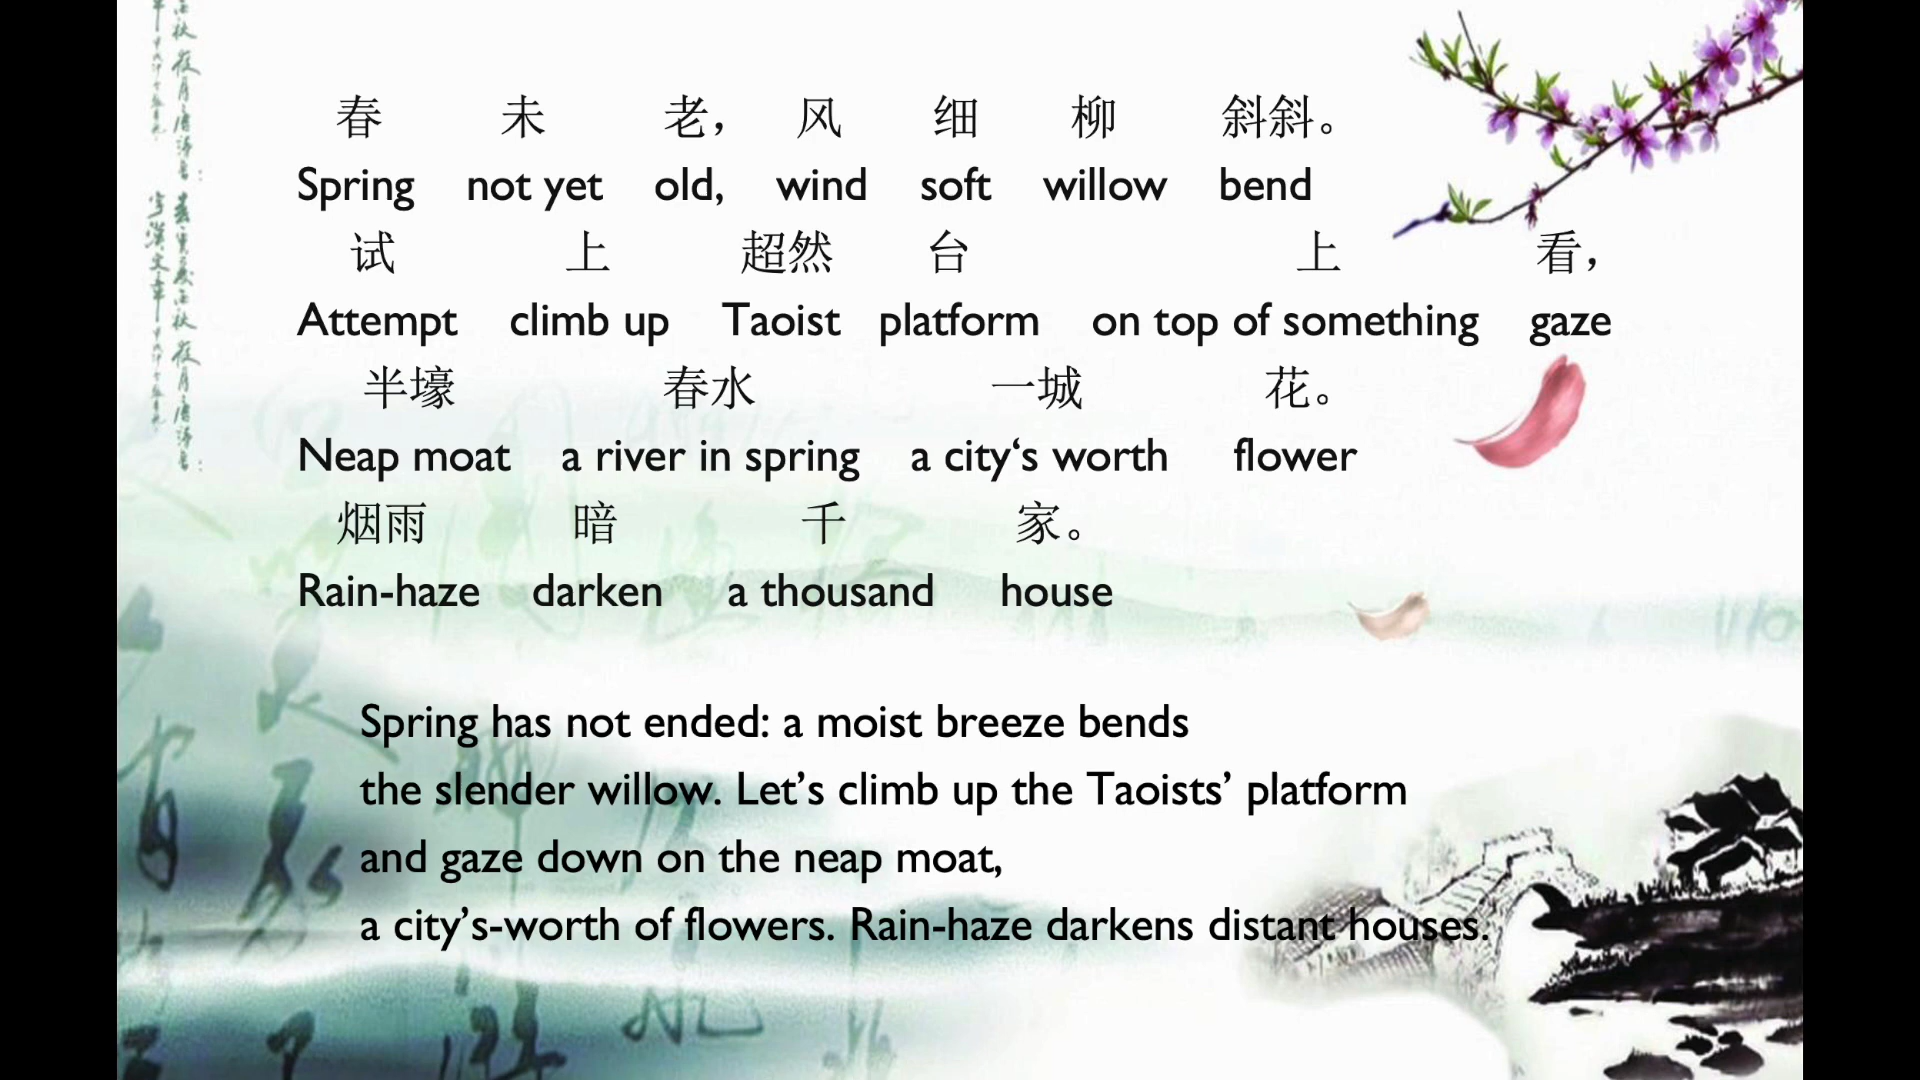 春 未 老， 风 细 柳 斜斜。
Spring not yet old, wind soft willow bend
试 上 超然 台 上 看，
Attempt climb up Taoist platform on top of something gaze
半壕 春水 一城 花。
Neap moat a river in spring a city‘s worth flower
烟雨 暗 千 家。
Rain-haze darken a thousand house
Spring has not ended: a moist breeze bends
the slender willow. Let’s climb up the Taoists’ platform
and gaze down on the neap moat,
a city’s-worth of flowers. Rain-haze darkens distant houses.